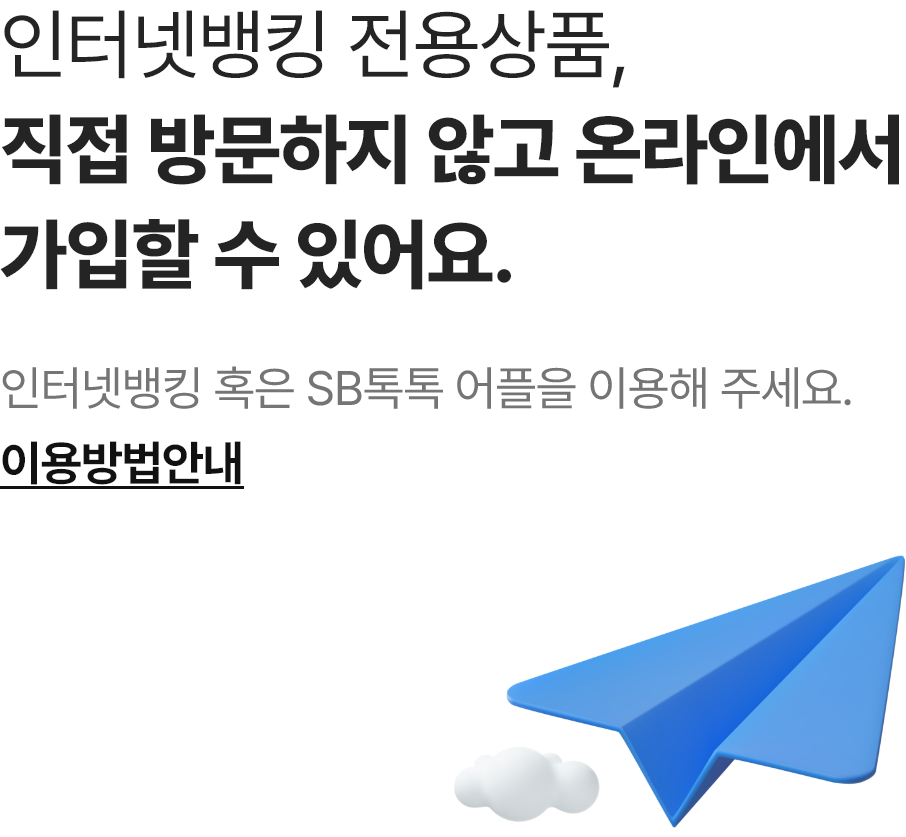 인터넷뱅킹 전용상품,
직접 방문하지 않고 온라인에서
가입할 수 있어요.
인터넷뱅킹 혹은 SB톡톡 어플을 이용해 주세요.
이용방법안내